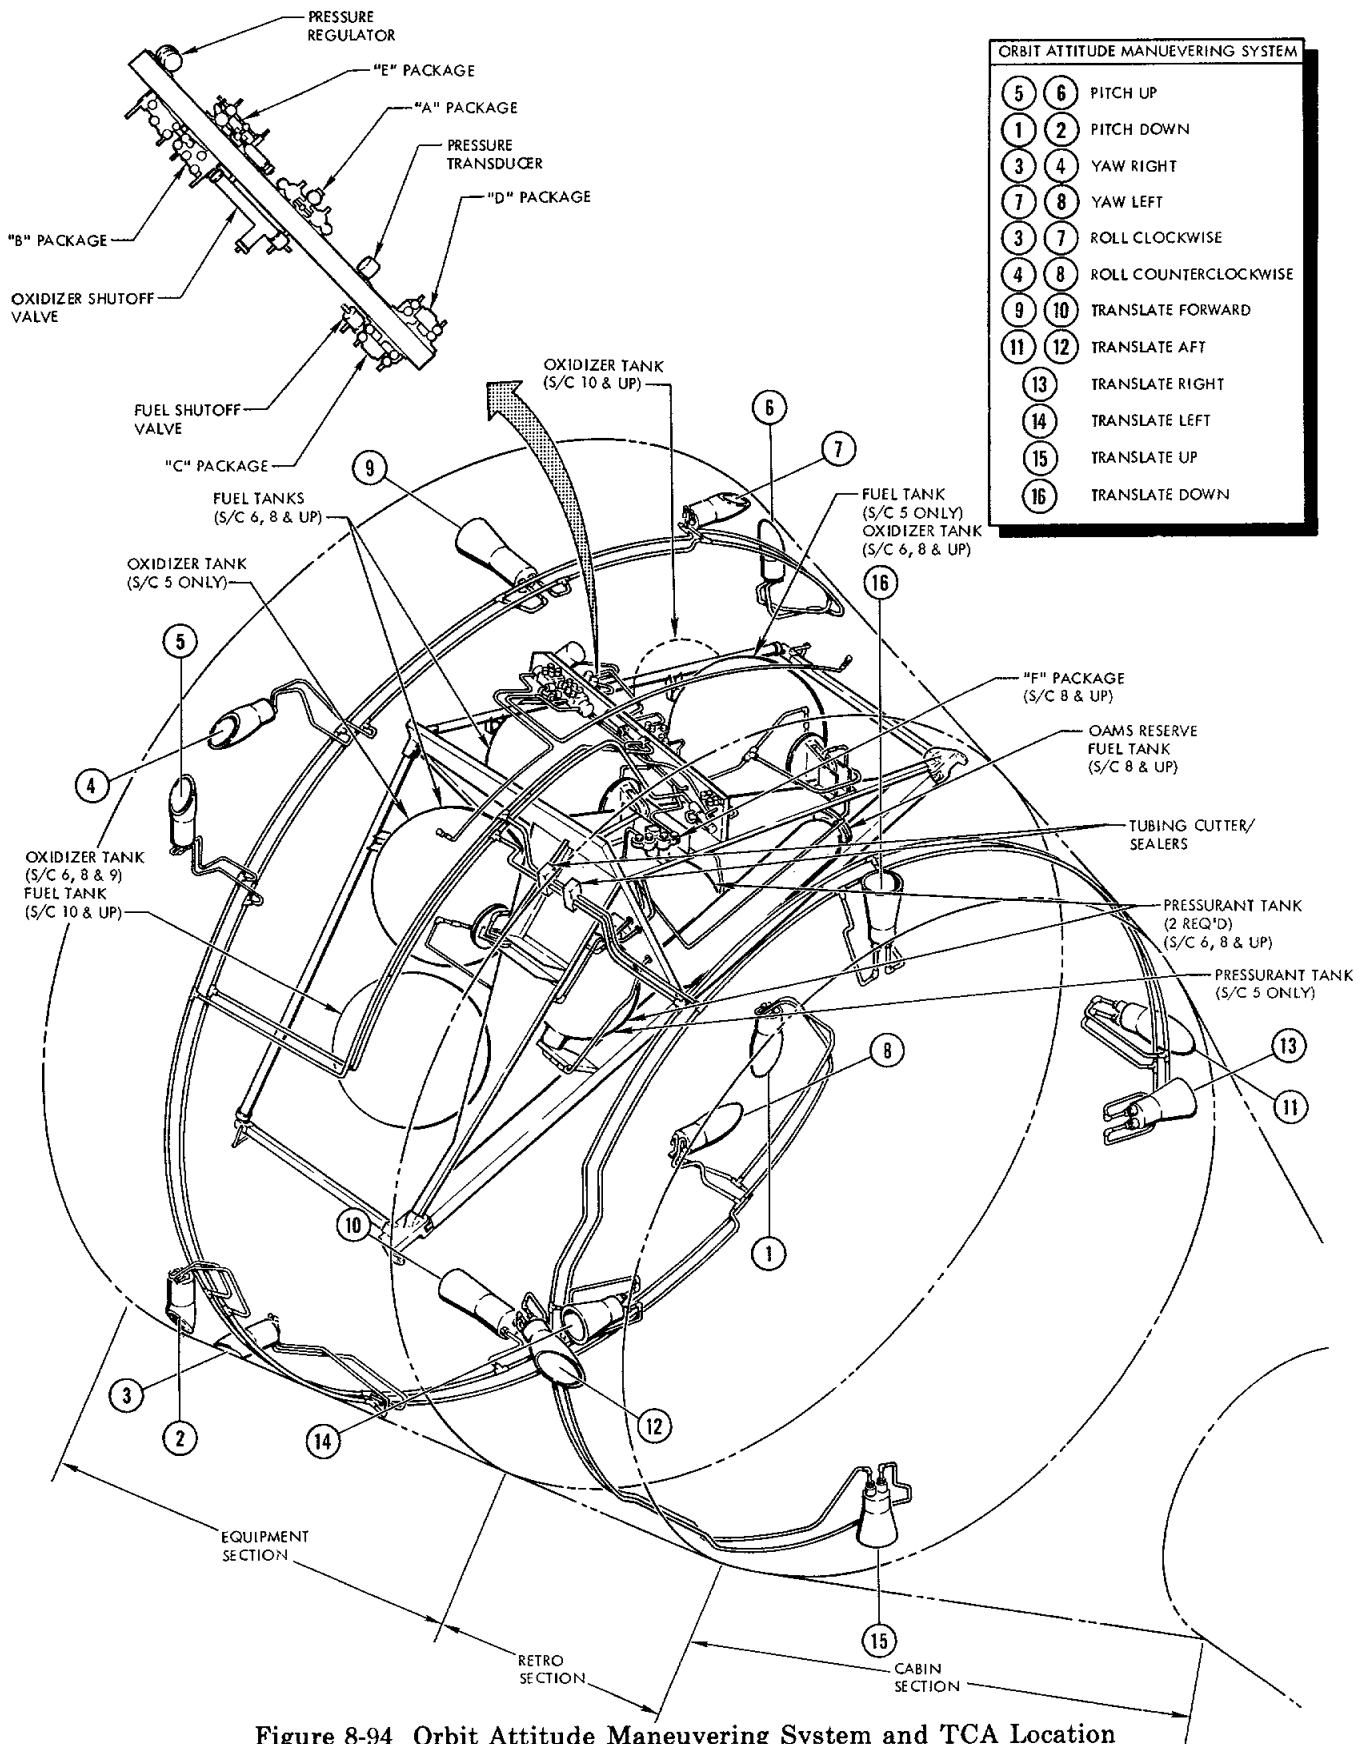 PRESSURE
REGULATOR
"E" PACKAGE
"A" PACKAGE
PRESSURE
TRANSDUCER
"D" PACKAGE
"B" PACKAGE
OXIDIZER SHUTOFF
VALVE
FUEL SHUTOFF
VALVE
"C" PACKAGE
ORBIT ATTITUDE MANUEVERING SYSTEM
5 6 PITCH UP
1 2 PITCH DOWN
3 4 YAW RIGHT
7 8 YAW LEFT
3 7 ROLL CLOCKWISE
4 8 ROLL COUNTERCLOCKWISE
9 10 TRANSLATE FORWARD
11 12 TRANSLATE AFT
13 TRANSLATE RIGHT
14 TRANSLATE LEFT
15 TRANSLATE UP
16 TRANSLATE DOWN
OXIDIZER TANK
(S/C 10 & UP)
6
7
9
FUEL TANKS
(S/C 6, 8 & UP)
FUEL TANK
(S/C 5 ONLY)
OXIDIZER TANK
(S/C 6, 8 & UP)
OXIDIZER TANK
(S/C 5 ONLY)
16
5
"F" PACKAGE
(S/C 8 & UP)
OAMS RESERVE
FUEL TANK
(S/C 8 & UP)
4
TUBING CUTTER/
SEALERS
OXIDIZER TANK
(S/C 6, 8 & 9)
FUEL TANK
(S/C 10 & UP)
PRESSURANT TANK
(2 REQ'D)
(S/C 6, 8 & UP)
PRESSURANT TANK
(S/C 5 ONLY)
8
13
11
10
1
3
2
14
12
EQUIPMENT
SECTION
15
RETRO
SECTION
CABIN
SECTION
Figure 8-94 Orbit Attitude Maneuvering System and TCA Location